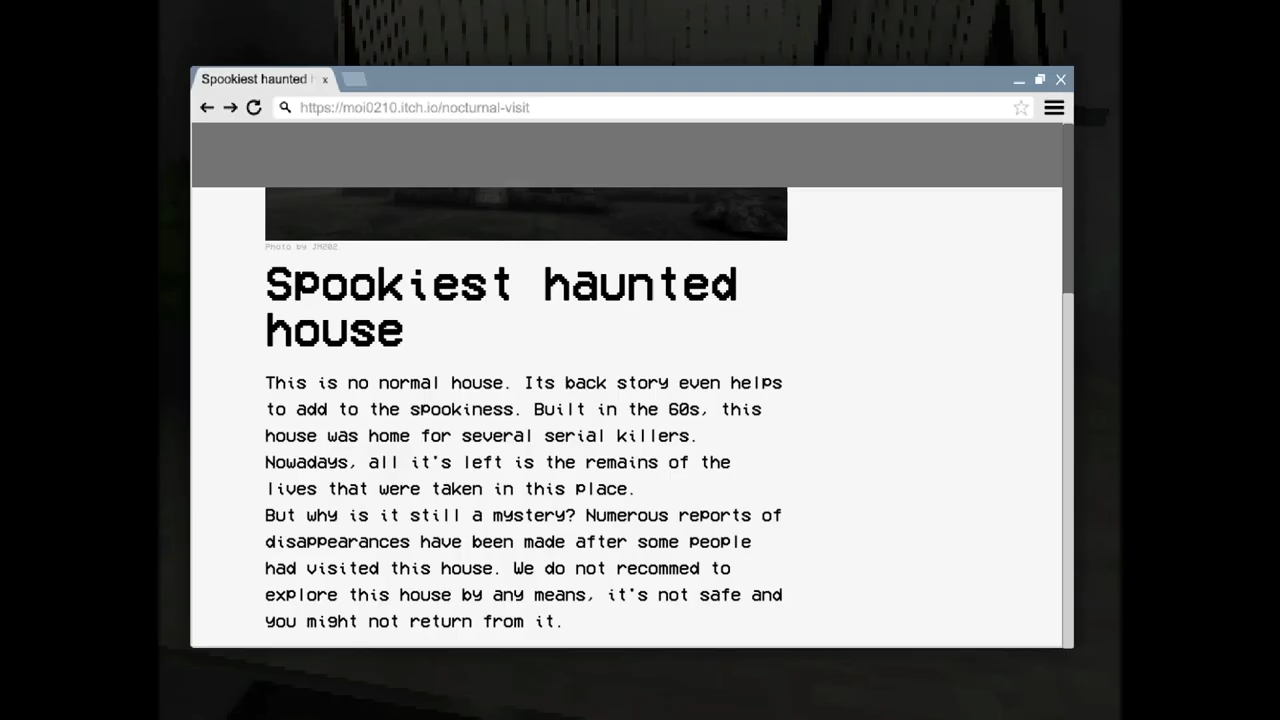 Spookiest haunted
x
https://moi0210.itch.io/nocturnal-visit
Photo by JM202.
Spookiest haunted
house
This is no normal house. Its back story even helps
to add to the spookiness. Built in the 60s, this
house was home for several serial killers.
Nowadays, all it's left is the remains of the
lives that were taken in this place.
But why is it still a mystery? Numerous reports of
disappearances have been made after some people
had visited this house. We do not recommed to
explore this house by any means, it's not safe and
you might not return from it.